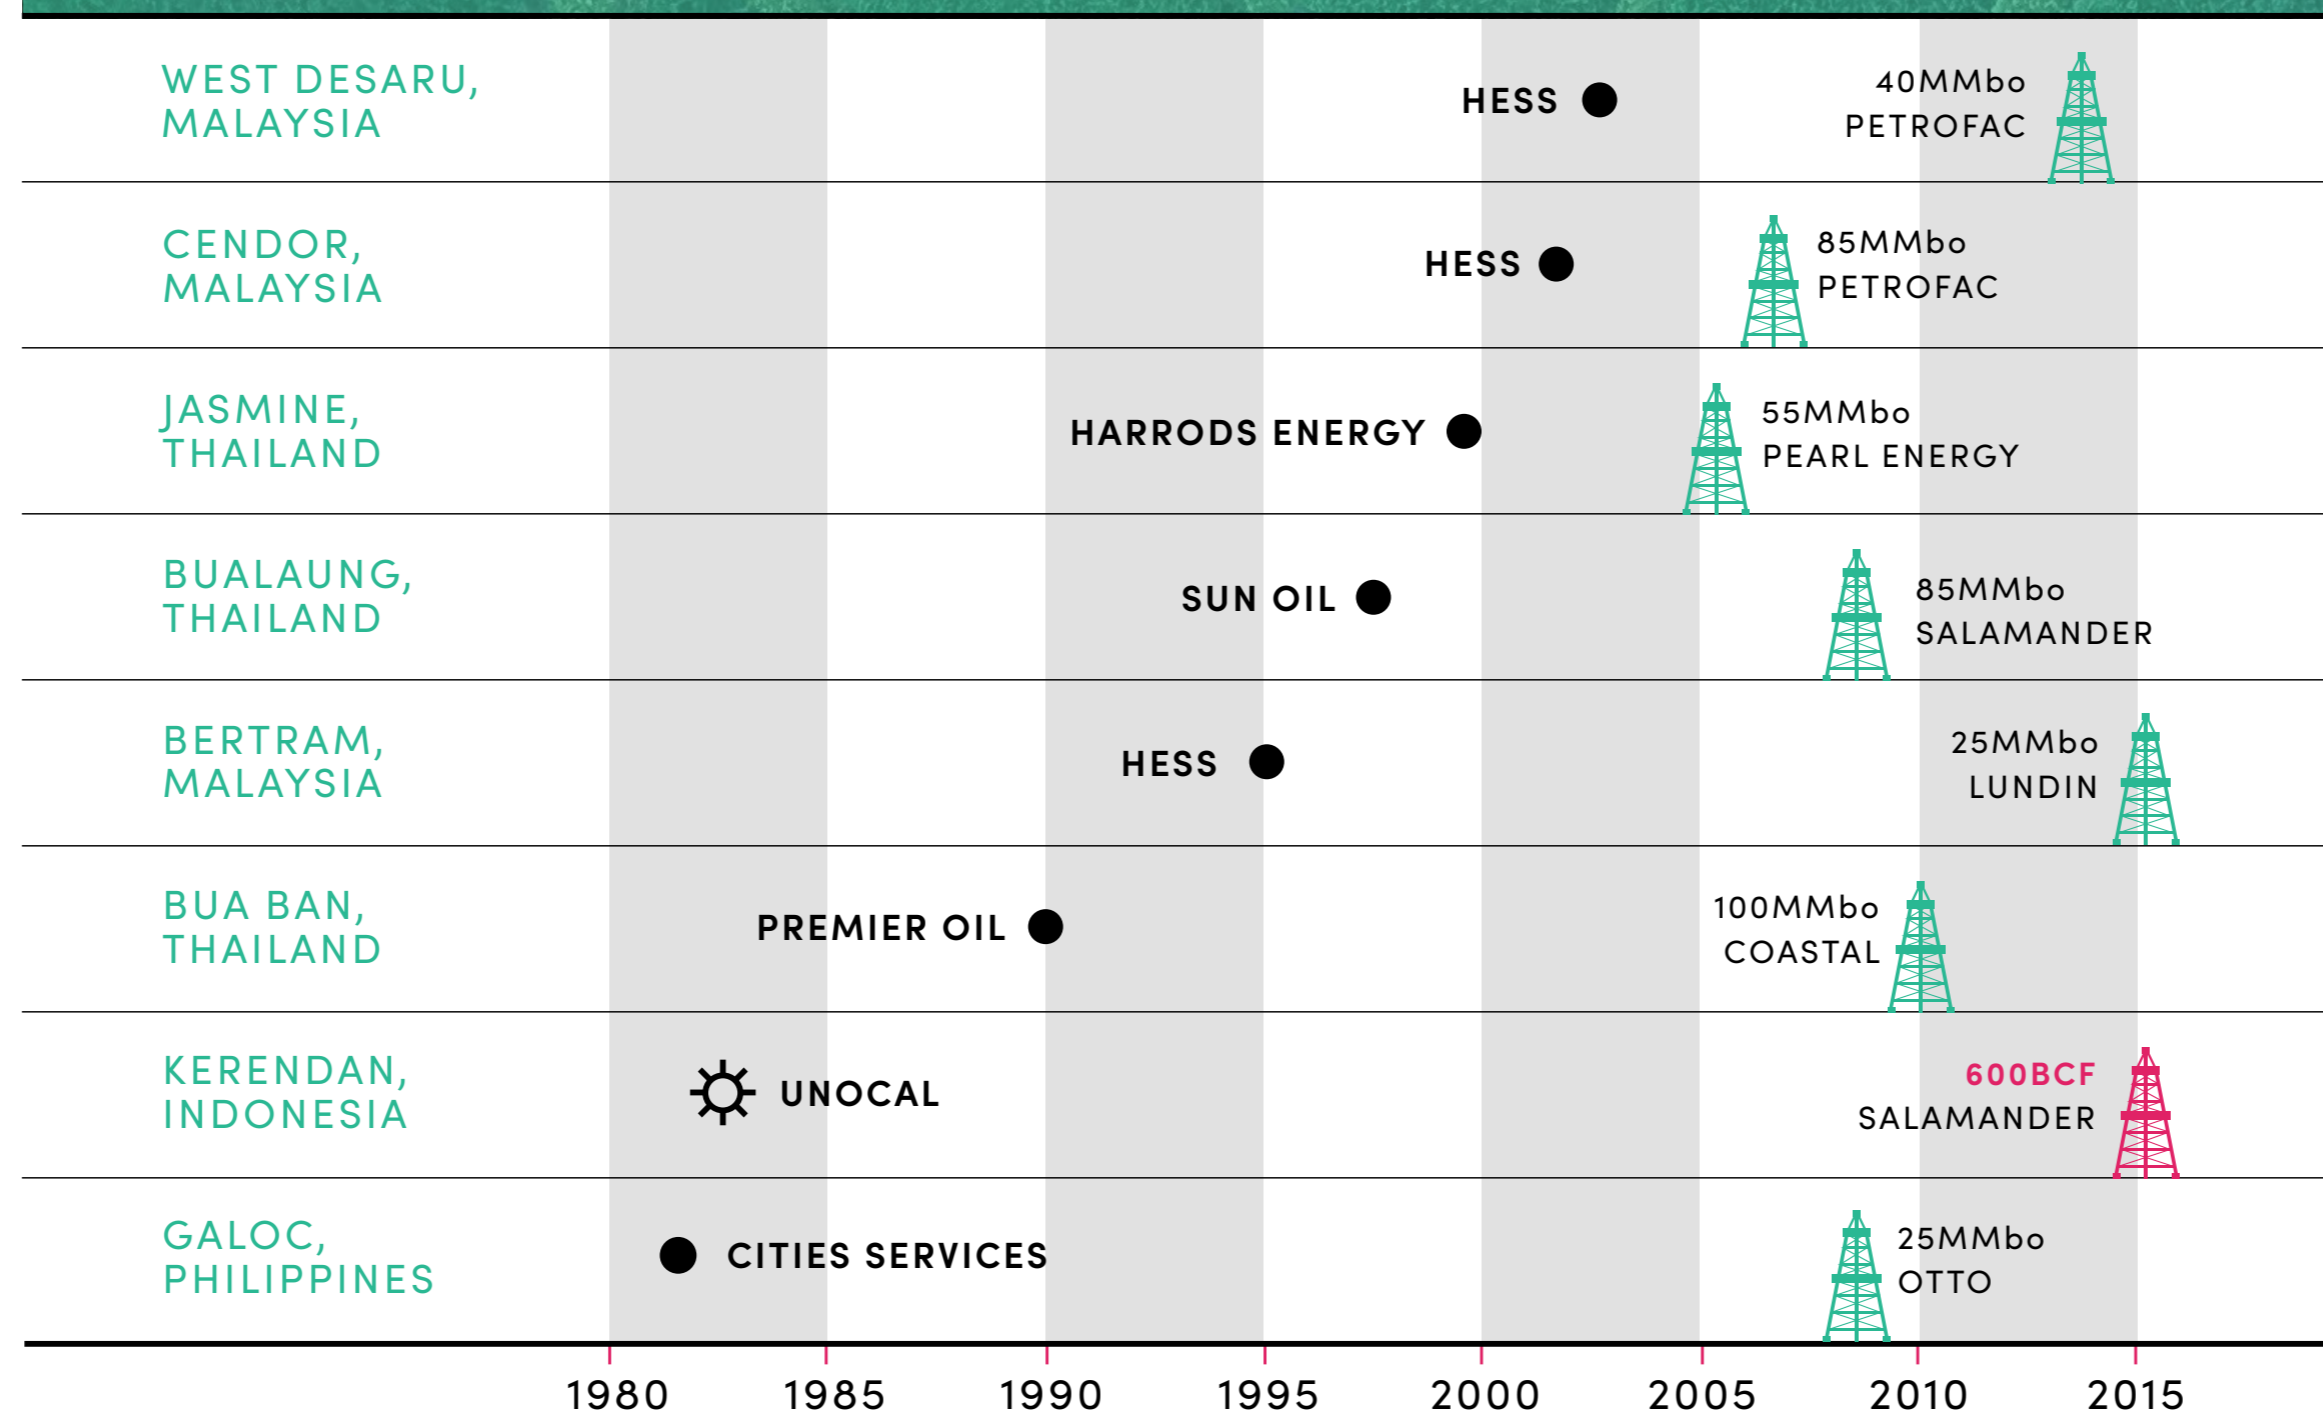 WEST DESARU,
MALAYSIA
HESS
40MMbo
PETROFAC
CENDOR,
MALAYSIA
HESS
85MMbo
PETROFAC
JASMINE,
THAILAND
HARRODS ENERGY
55MMbo
PEARL ENERGY
BUALAUNG,
THAILAND
SUN OIL
85MMbo
SALAMANDER
BERTRAM,
MALAYSIA
HESS
25MMbo
LUNDIN
BUA BAN,
THAILAND
PREMIER OIL
100MMbo
COASTAL
KERENDAN,
INDONESIA
UNOCAL
600BCF
SALAMANDER
GALOC,
PHILIPPINES
CITIES SERVICES
25MMbo
OTTO
1980 1985 1990 1995 2000 2005 2010 2015